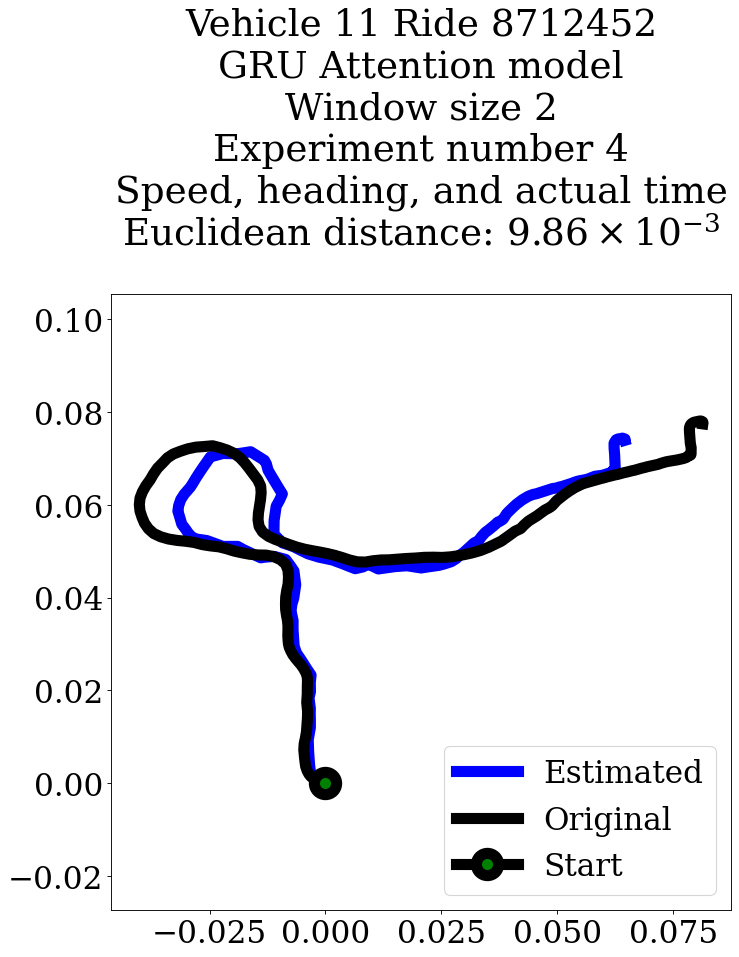 Vehicle 11 Ride 8712452
GRU Attention model
Window size 2
Experiment number 4
Speed, heading, and actual time
Euclidean distance: 9.86 × 10⁻³
0.10
0.08
0.06
0.04
0.02
0.00
−0.02
−0.025 0.000 0.025 0.050 0.075
Estimated
Original
Start